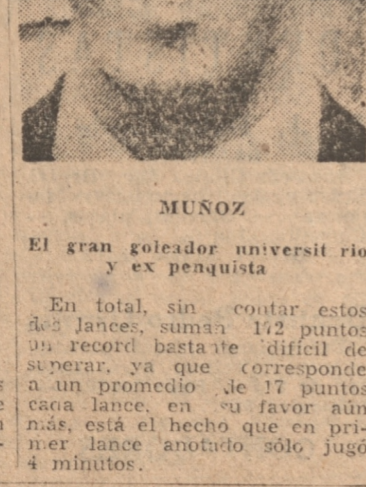 MUÑOZ
El gran goleador universit rio
y ex penquista
En total, sin contar estos
dos lances, suman 172 puntos
un record bastante difícil de
superar, ya que corresponde
a un promedio de 17 puntos
cada lance, en su favor aún
más, está el hecho que en pri-
mer lance anotado sólo jugó
4 minutos.